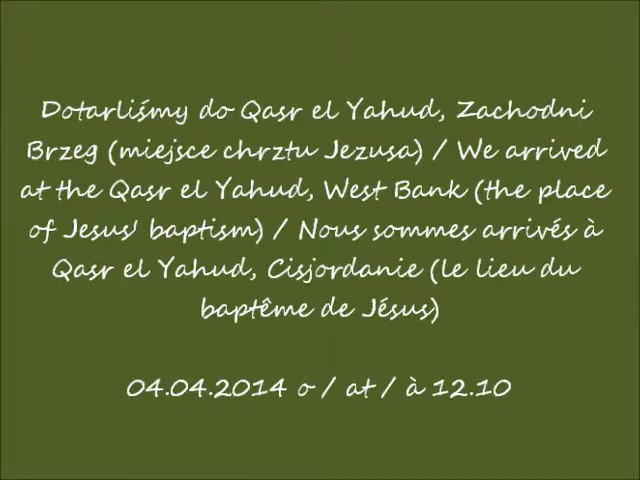 Dotarliśmy do Qasr el Yahud, Zachodni
Brzeg (miejsce chrztu Jezusa) / We arrived
at the Qasr el Yahud, West Bank (the place
of Jesus' baptism) / Nous sommes arrivés à
Qasr el Yahud, Cisjordanie (le lieu du
baptême de Jésus)
04.04.2014 o / at / à 12.10